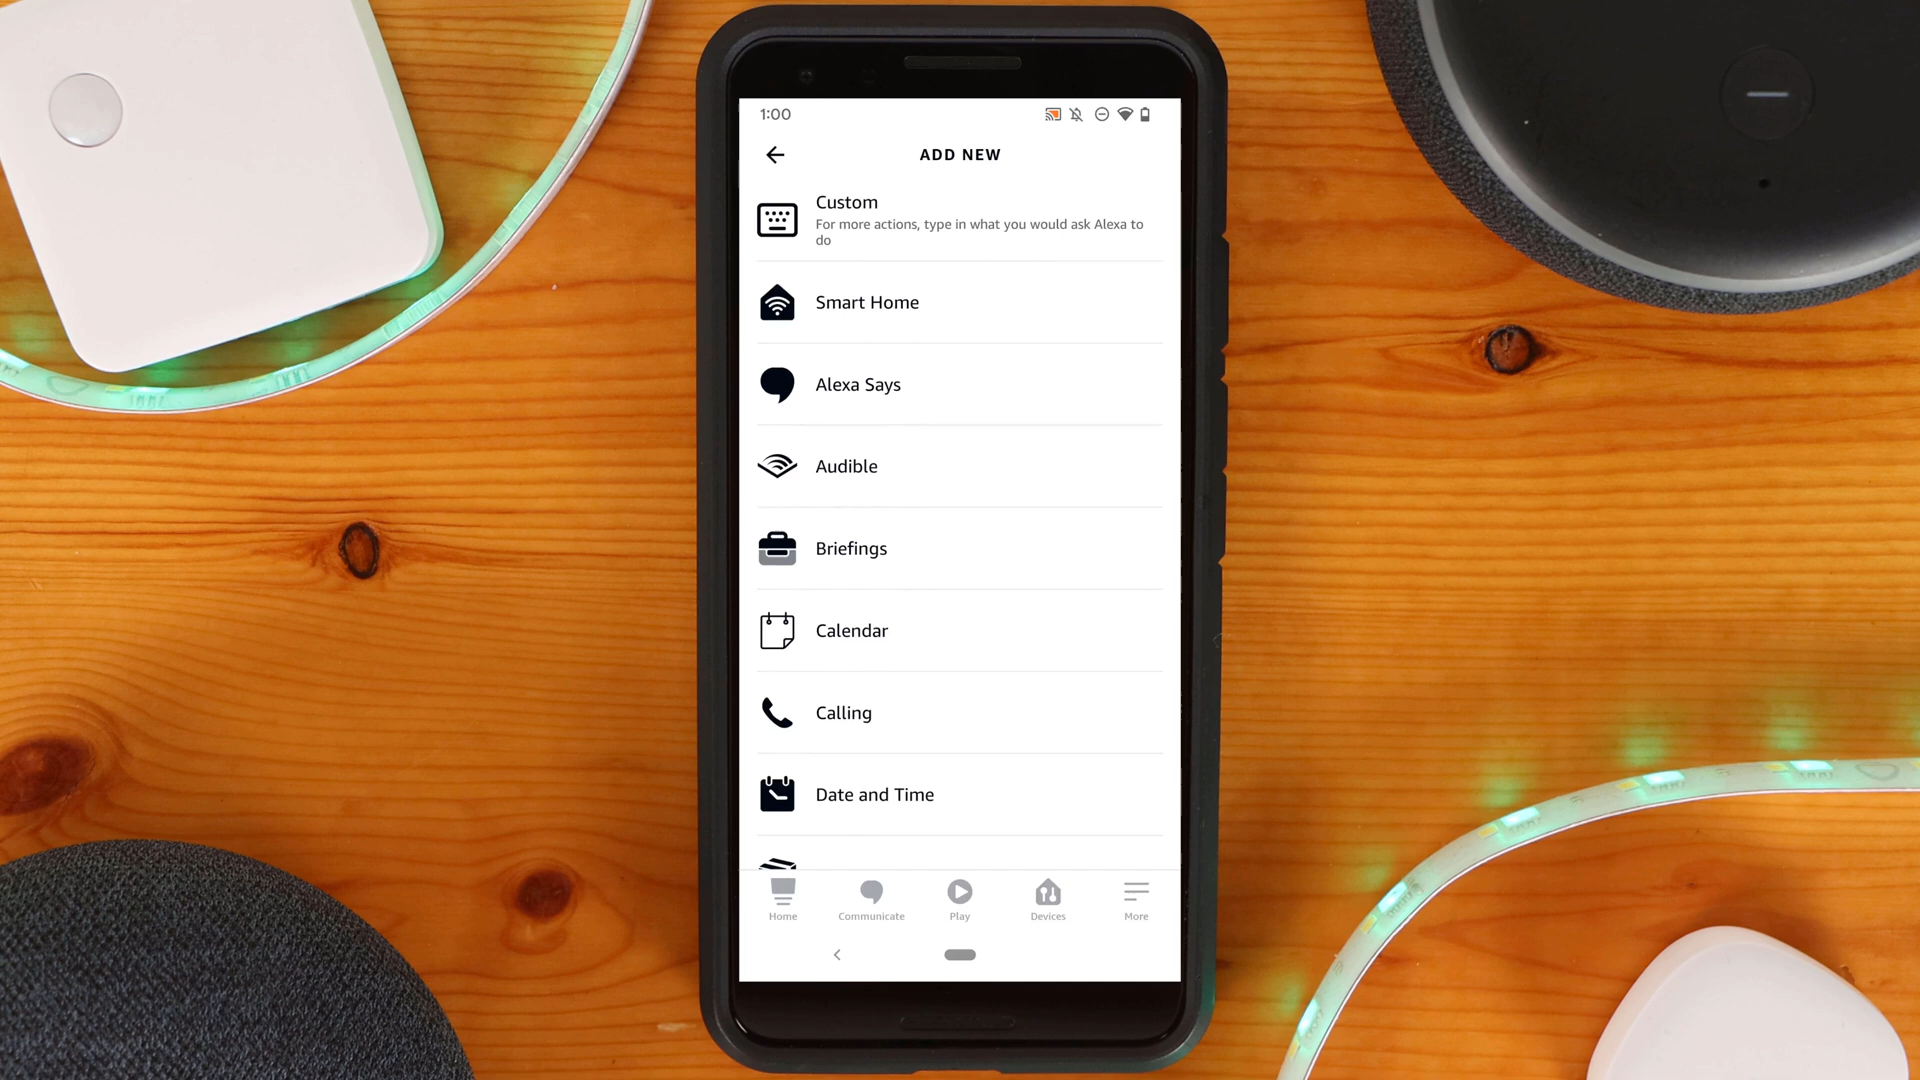 1:00
ADD NEW
Custom
For more actions, type in what you would ask Alexa to
do
Smart Home
Alexa Says
Audible
Briefings
Calendar
Calling
Date and Time
Home
Communicate
Play
Devices
More